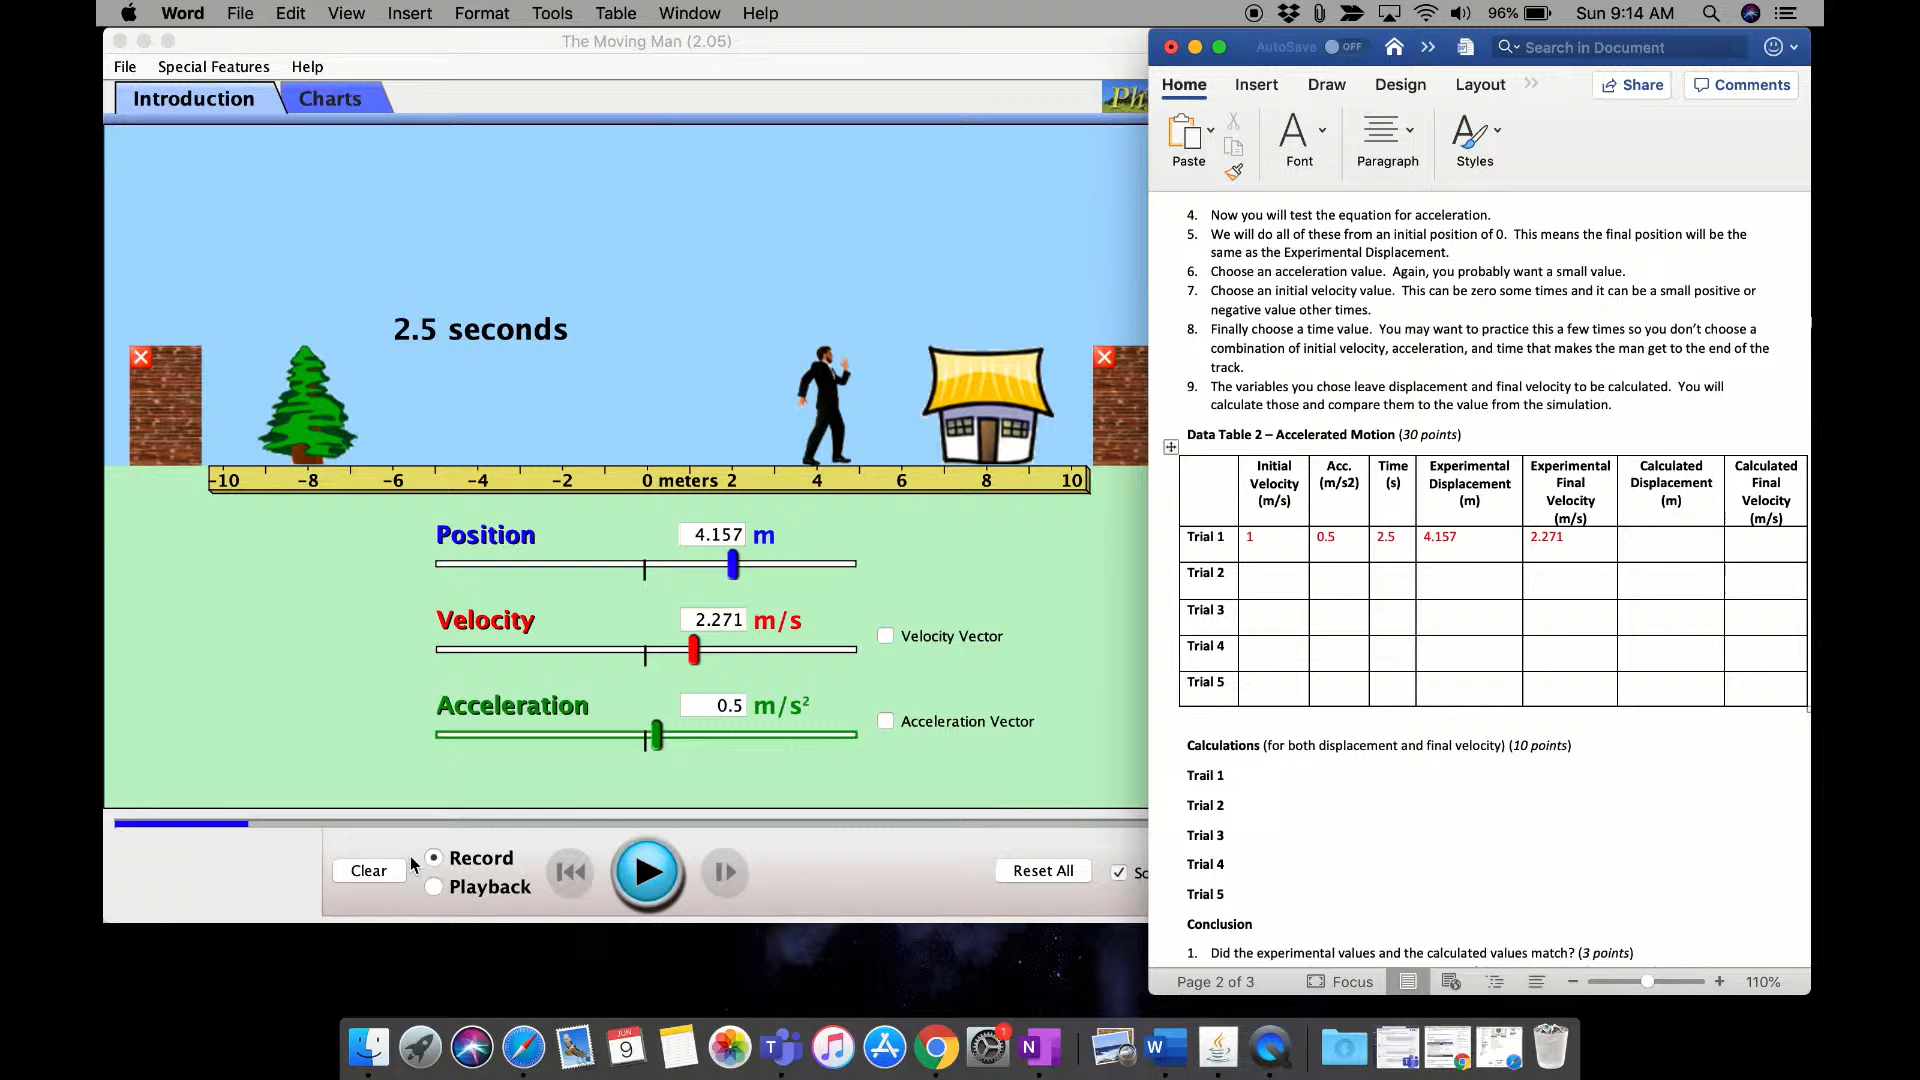 Word File Edit View Insert Format Tools Table Window Help 96% Sun 9:14 AM
The Moving Man (2.05)
File Special Features Help
Introduction Charts
2.5 seconds
-10 -8 -6 -4 -2 0 meters 2 4 6 8 10
Position 4.157 m
Velocity 2.271 m/s Velocity Vector
Acceleration 0.5 m/s² Acceleration Vector
Clear Record
Playback
Reset All
AutoSave OFF Search in Document
Home Insert Draw Design Layout Share Comments
Paste Font Paragraph Styles
4. Now you will test the equation for acceleration.
5. We will do all of these from an initial position of 0. This means the final position will be the
same as the Experimental Displacement.
6. Choose an acceleration value. Again, you probably want a small value.
7. Choose an initial velocity value. This can be zero some times and it can be a small positive or
negative value other times.
8. Finally choose a time value. You may want to practice this a few times so you don't choose a
combination of initial velocity, acceleration, and time that makes the man get to the end of the
track.
9. The variables you chose leave displacement and final velocity to be calculated. You will
calculate those and compare them to the value from the simulation.
Data Table 2 – Accelerated Motion (30 points)
Initial Acc. Time Experimental Experimental Calculated Calculated
Velocity (m/s2) (s) Displacement Final Displacement Final
(m/s) (m) Velocity (m) Velocity
(m/s) (m/s)
Trial 1 1 0.5 2.5 4.157 2.271
Trial 2
Trial 3
Trial 4
Trial 5
Calculations (for both displacement and final velocity) (10 points)
Trail 1
Trial 2
Trial 3
Trial 4
Trial 5
Conclusion
1. Did the experimental values and the calculated values match? (3 points)
Page 2 of 3 Focus 110%
JUN
9
1
T
N
W